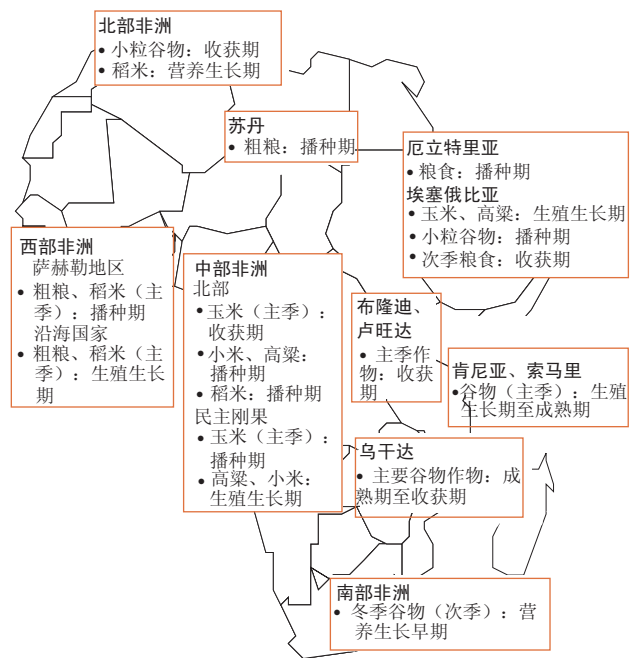 北部非洲
• 小粒谷物：收获期
• 稻米：营养生长期
苏丹
• 粗粮：播种期
厄立特里亚
• 粮食：播种期
埃塞俄比亚
• 玉米、高粱：生殖生长期
• 小粒谷物：播种期
• 次季粮食：收获期
西部非洲
萨赫勒地区
• 粗粮、稻米（主
季）：播种期
沿海国家
• 粗粮、稻米（主
季）：生殖生长
期
中部非洲
北部
• 玉米（主季）：
收获期
• 小米、高粱：
播种期
• 稻米：播种期
民主刚果
• 玉米（主季）：
播种期
• 高粱、小米：
生殖生长期
布隆迪、
卢旺达
• 主季作
物：收获
期
肯尼亚、索马里
•谷物（主季）：生殖
生长期至成熟期
乌干达
• 主要谷物作物：成
熟期至收获期
南部非洲
• 冬季谷物（次季）：营
养生长早期